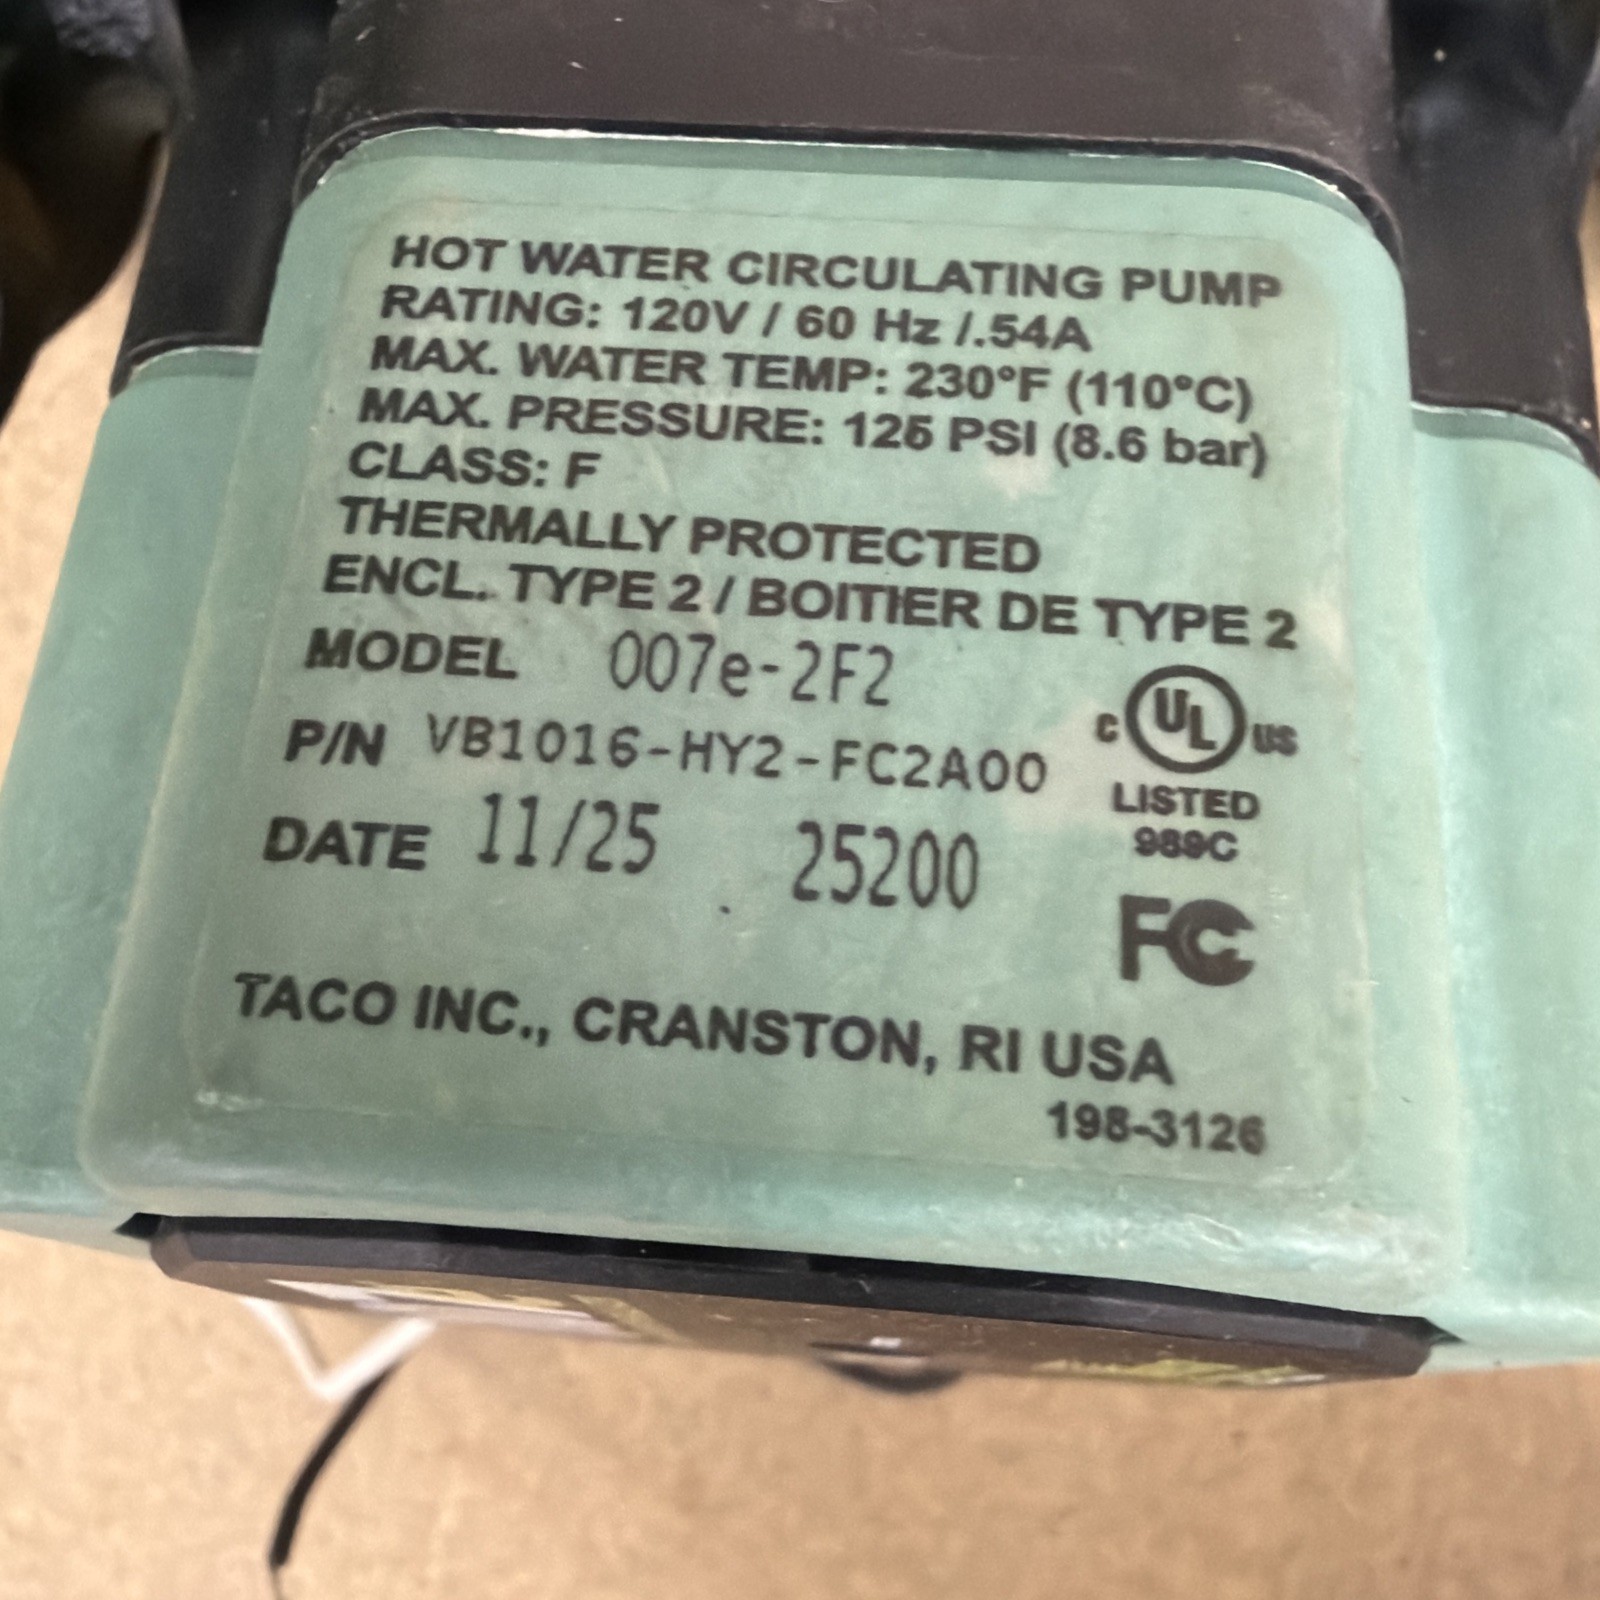 HOT WATER CIRCULATING PUMP
RATING: 120V / 60 Hz /.54A
MAX. WATER TEMP: 230°F (110°C)
MAX. PRESSURE: 125 PSI (8.6 bar)
CLASS: F
THERMALLY PROTECTED
ENCL. TYPE 2 / BOITIER DE TYPE 2
MODEL 007e-2F2
P/N VB1016-HY2-FC2A00
C UL US
LISTED
989C
DATE 11/25 25200
FC
TACO INC., CRANSTON, RI USA
198-3126